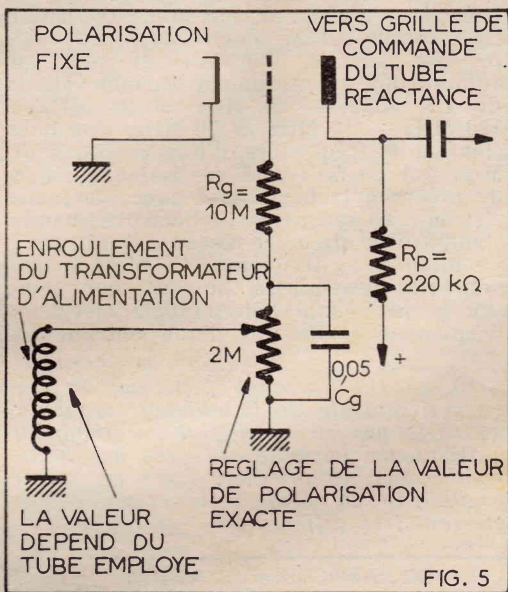 POLARISATION
FIXE
VERS GRILLE DE
COMMANDE
DU TUBE
REACTANCE
Rg=
10M
ENROULEMENT
DU TRANSFORMATEUR
D'ALIMENTATION
Rp=
220 kΩ
2M
0,05
Cg
+
REGLAGE DE LA VALEUR
DE POLARISATION
EXACTE
LA VALEUR
DEPEND DU
TUBE EMPLOYE
FIG. 5